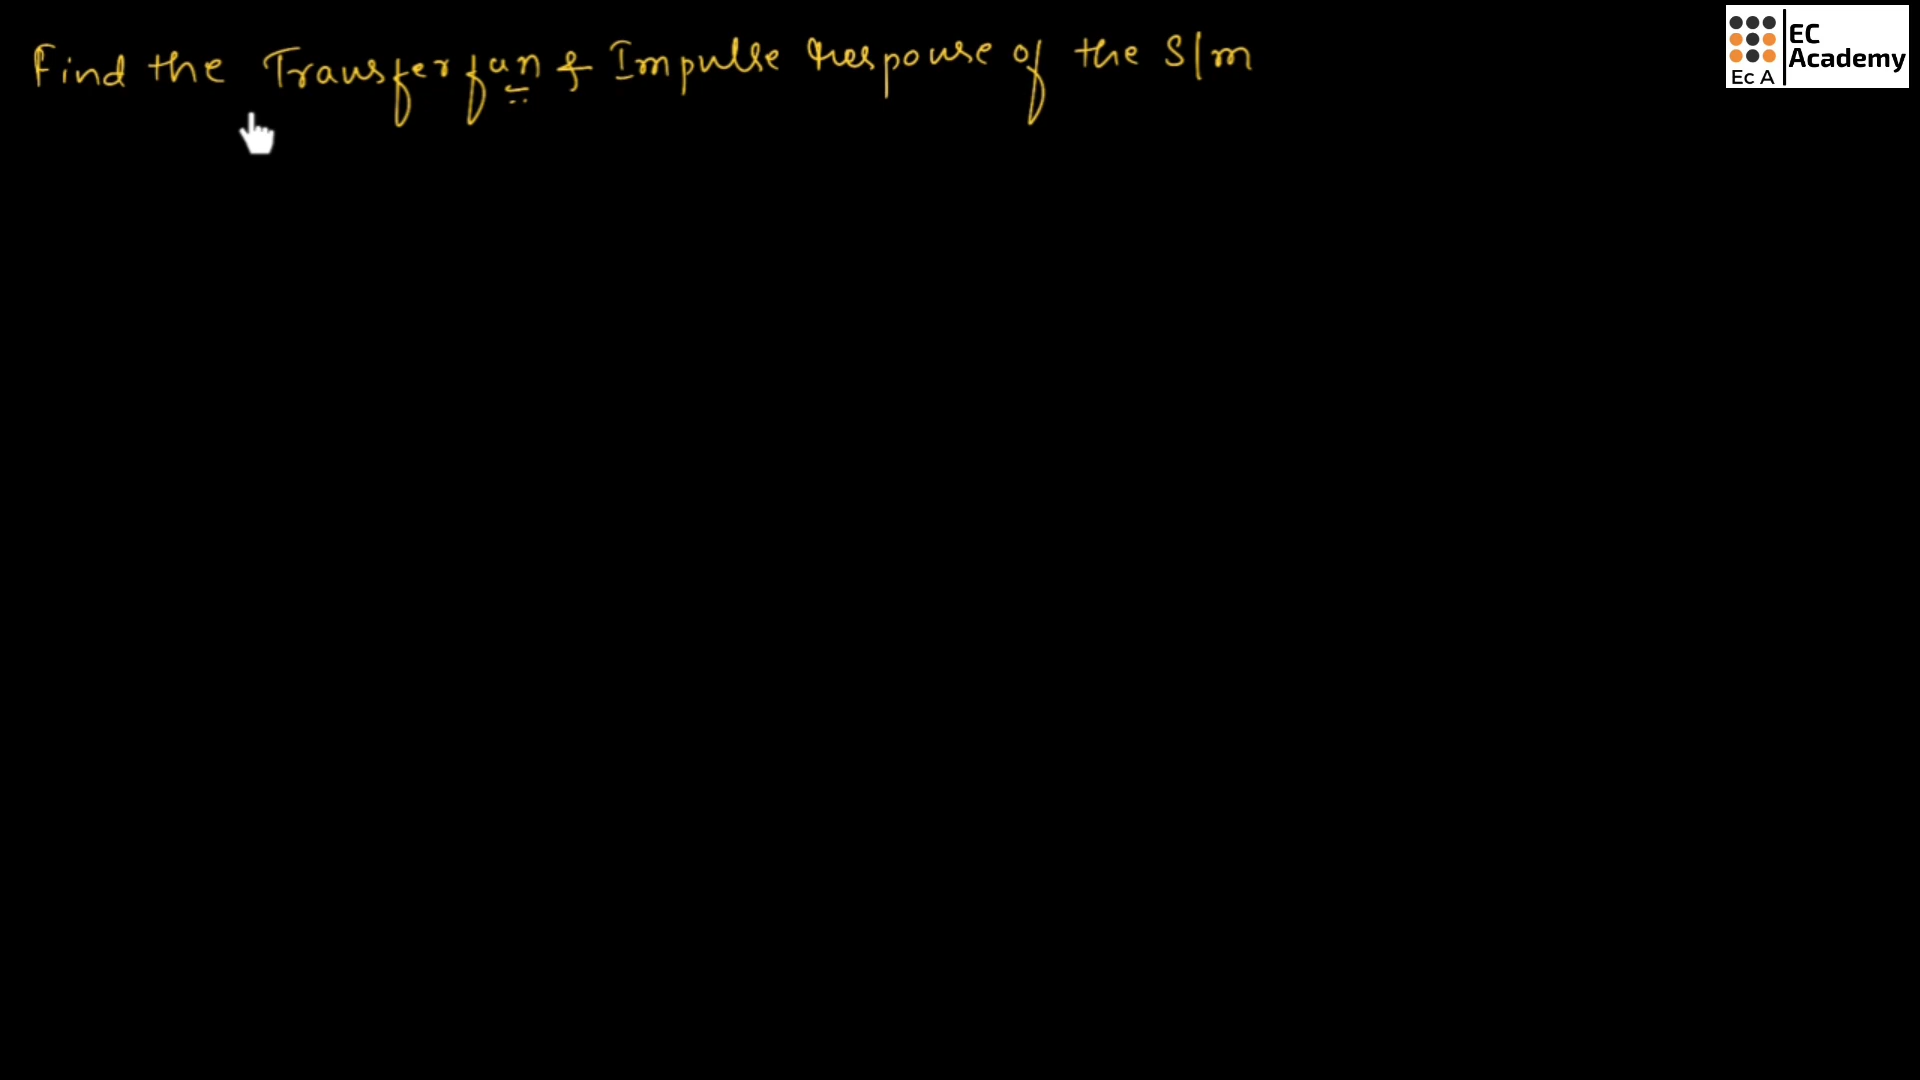 Find the Transfer fun & Impulse Response of the S/m
EC
Academy
Ec A